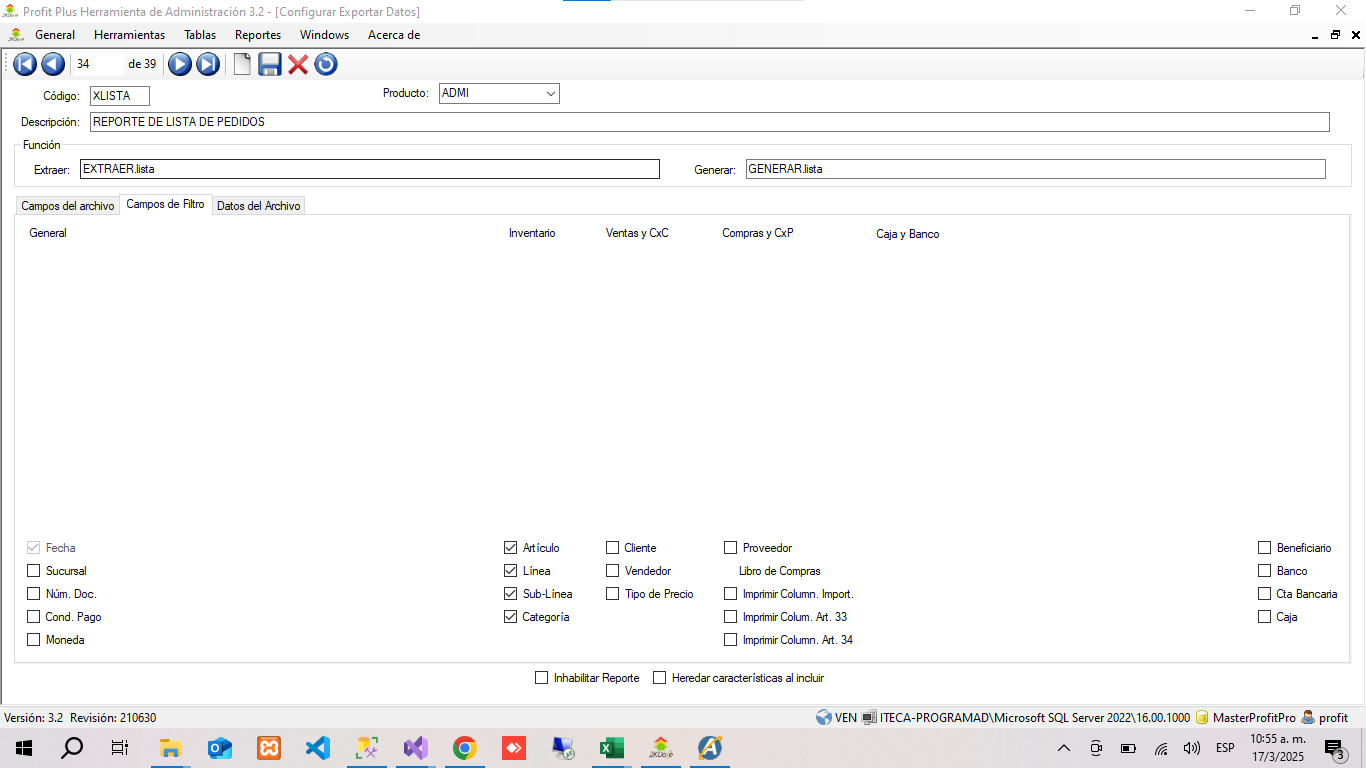 Profit Plus Herramienta de Administración 3.2 - [Configurar Exportar Datos]
General Herramientas Tablas Reportes Windows Acerca de
34 de 39
Código: XLISTA Producto: ADMI
Descripción: REPORTE DE LISTA DE PEDIDOS
Función
Extraer: EXTRAER.lista Generar: GENERAR.lista
Campos del archivo Campos de Filtro Datos del Archivo
General Inventario Ventas y CxC Compras y CxP Caja y Banco
Fecha Artículo Cliente Proveedor Beneficiario
Sucursal Línea Vendedor Libro de Compras Banco
Núm. Doc. Sub-Línea Tipo de Precio Imprimir Column. Import. Cta Bancaria
Cond. Pago Categoría Imprimir Colum. Art. 33 Caja
Moneda Imprimir Column. Art. 34
Inhabilitar Reporte Heredar características al incluir
Versión: 3.2 Revisión: 210630 VEN ITECA-PROGRAMAD\Microsoft SQL Server 2022\16.00.1000 MasterProfitPro profit
ESP 10:55 a. m.
17/3/2025 3